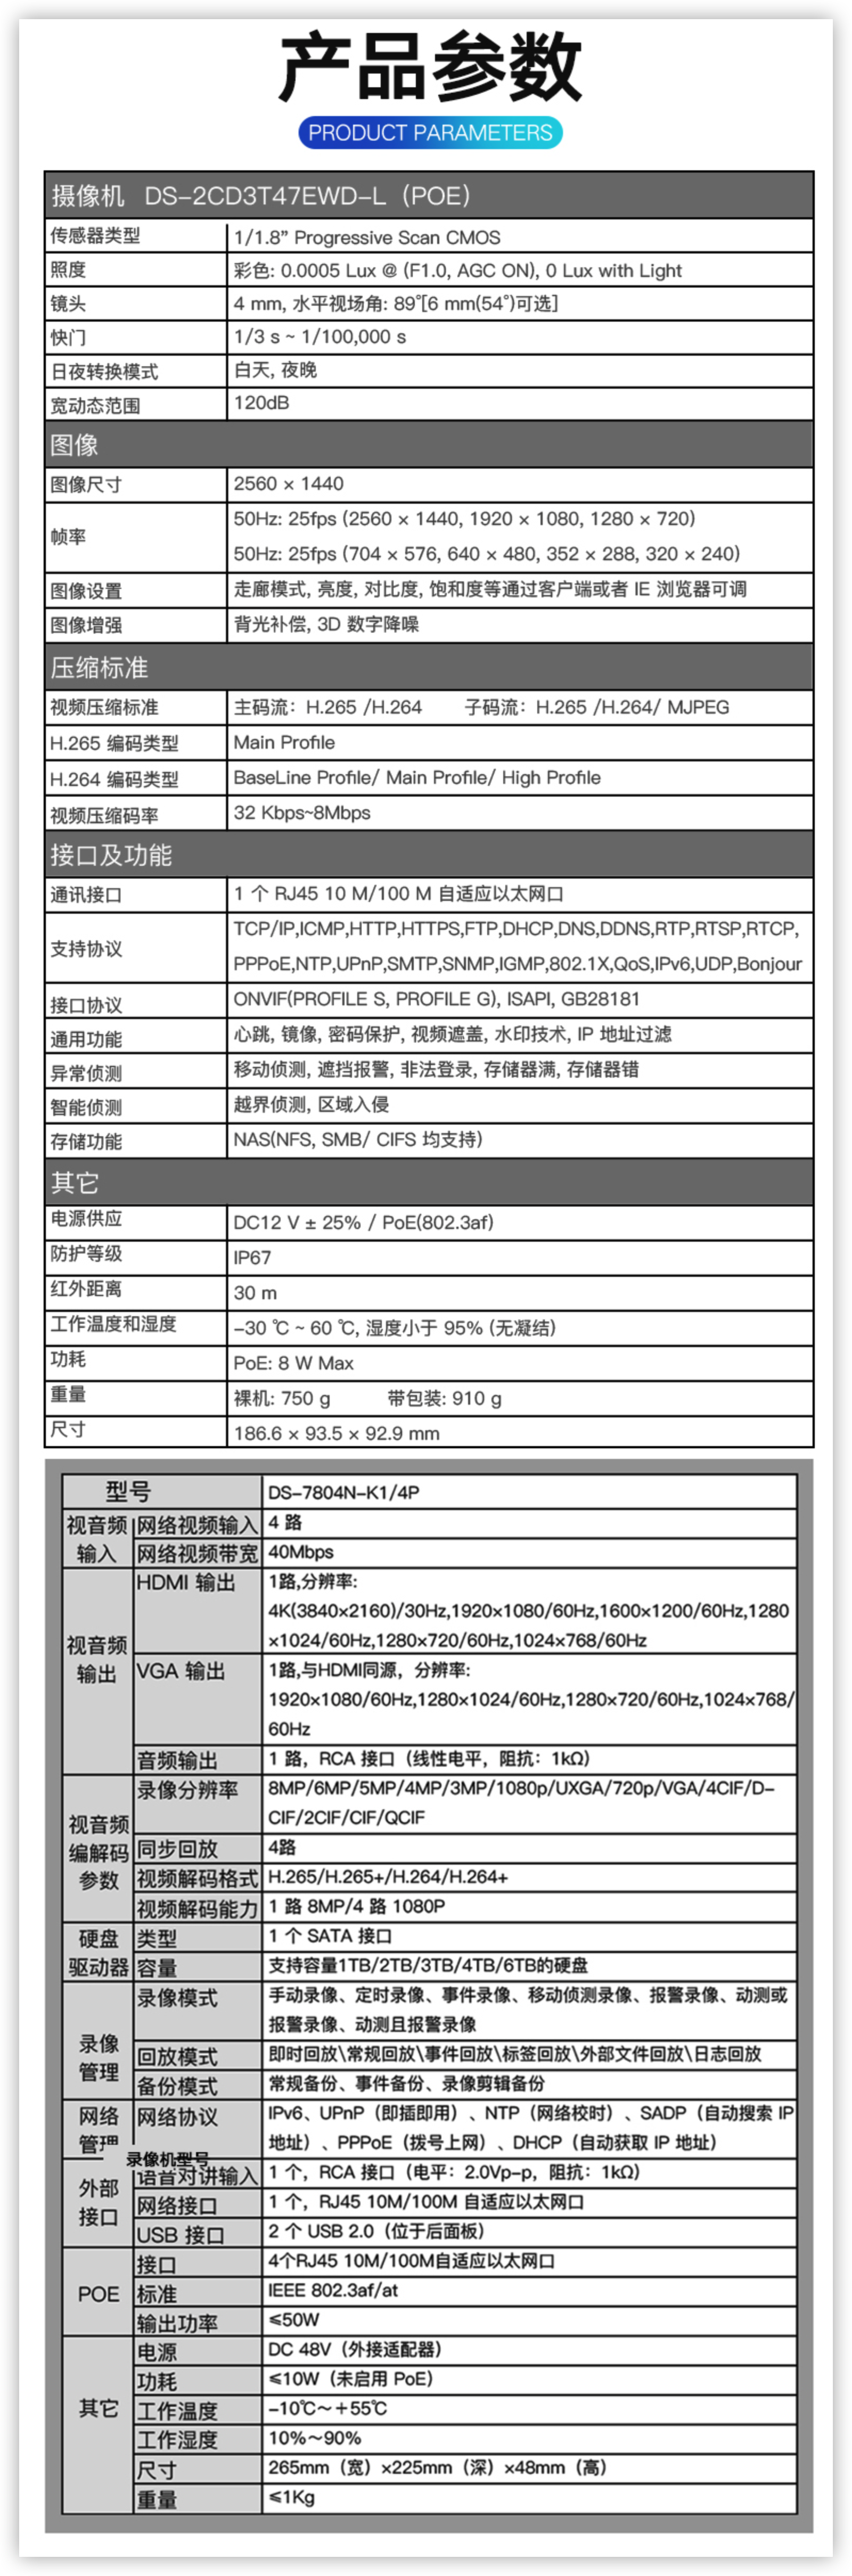 产品参数
PRODUCT PARAMETERS
摄像机 DS-2CD3T47EWD-L（POE）
传感器类型 1/1.8” Progressive Scan CMOS
照度 彩色: 0.0005 Lux @ (F1.0, AGC ON), 0 Lux with Light
镜头 4 mm, 水平视场角: 89°[6 mm(54°)可选]
快门 1/3 s ~ 1/100,000 s
日夜转换模式 白天, 夜晚
宽动态范围 120dB
图像
图像尺寸 2560 × 1440
帧率 50Hz: 25fps (2560 × 1440, 1920 × 1080, 1280 × 720)
50Hz: 25fps (704 × 576, 640 × 480, 352 × 288, 320 × 240)
图像设置 走廊模式, 亮度, 对比度, 饱和度等通过客户端或者 IE 浏览器可调
图像增强 背光补偿, 3D 数字降噪
压缩标准
视频压缩标准 主码流：H.265 /H.264 子码流：H.265 /H.264/ MJPEG
H.265 编码类型 Main Profile
H.264 编码类型 BaseLine Profile/ Main Profile/ High Profile
视频压缩码率 32 Kbps~8Mbps
接口及功能
通讯接口 1 个 RJ45 10 M/100 M 自适应以太网口
支持协议 TCP/IP,ICMP,HTTP,HTTPS,FTP,DHCP,DNS,DDNS,RTP,RTSP,RTCP,
PPPoE,NTP,UPnP,SMTP,SNMP,IGMP,802.1X,QoS,IPv6,UDP,Bonjour
接口协议 ONVIF(PROFILE S, PROFILE G), ISAPI, GB28181
通用功能 心跳, 镜像, 密码保护, 视频遮盖, 水印技术, IP 地址过滤
异常侦测 移动侦测, 遮挡报警, 非法登录, 存储器满, 存储器错
智能侦测 越界侦测, 区域入侵
存储功能 NAS(NFS, SMB/ CIFS 均支持)
其它
电源供应 DC12 V ± 25% / PoE(802.3af)
防护等级 IP67
红外距离 30 m
工作温度和湿度 -30 ℃ ~ 60 ℃, 湿度小于 95% (无凝结)
功耗 PoE: 8 W Max
重量 裸机: 750 g 带包装: 910 g
尺寸 186.6 × 93.5 × 92.9 mm
型号 DS-7804N-K1/4P
视音频输入 网络视频输入 4 路
网络视频带宽 40Mbps
视音频输出 HDMI 输出 1路,分辨率:
4K(3840×2160)/30Hz,1920×1080/60Hz,1600×1200/60Hz,1280
×1024/60Hz,1280×720/60Hz,1024×768/60Hz
VGA 输出 1路,与HDMI同源，分辨率:
1920×1080/60Hz,1280×1024/60Hz,1280×720/60Hz,1024×768/
60Hz
音频输出 1 路，RCA 接口（线性电平，阻抗：1kΩ）
视音频编解码参数 录像分辨率 8MP/6MP/5MP/4MP/3MP/1080p/UXGA/720p/VGA/4CIF/D-
CIF/2CIF/CIF/QCIF
同步回放 4路
视频解码格式 H.265/H.265+/H.264/H.264+
视频解码能力 1 路 8MP/4 路 1080P
硬盘驱动器 类型 1 个 SATA 接口
容量 支持容量1TB/2TB/3TB/4TB/6TB的硬盘
录像管理 录像模式 手动录像、定时录像、事件录像、移动侦测录像、报警录像、动测或
报警录像、动测且报警录像
回放模式 即时回放\常规回放\事件回放\标签回放\外部文件回放\日志回放
备份模式 常规备份、事件备份、录像剪辑备份
网络管理 网络协议 IPv6、UPnP（即插即用）、NTP（网络校时）、SADP（自动搜索 IP
地址）、PPPoE（拨号上网）、DHCP（自动获取 IP 地址）
录像机型号
外部接口 语音对讲输入 1 个，RCA 接口（电平：2.0Vp-p，阻抗：1kΩ）
网络接口 1 个，RJ45 10M/100M 自适应以太网口
USB 接口 2 个 USB 2.0（位于后面板）
POE 接口 4个RJ45 10M/100M自适应以太网口
标准 IEEE 802.3af/at
输出功率 ≤50W
其它 电源 DC 48V（外接适配器）
功耗 ≤10W（未启用 PoE）
工作温度 -10℃～+55℃
工作湿度 10%～90%
尺寸 265mm（宽）×225mm（深）×48mm（高）
重量 ≤1Kg